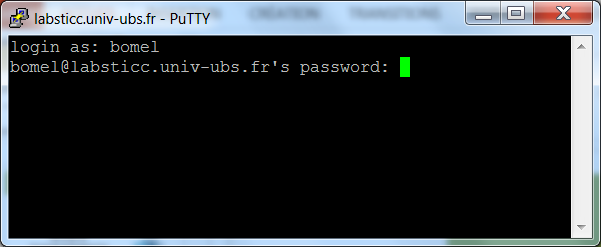 labsticc.univ-ubs.fr - PuTTY
login as: bomel
bomel@labsticc.univ-ubs.fr's password: